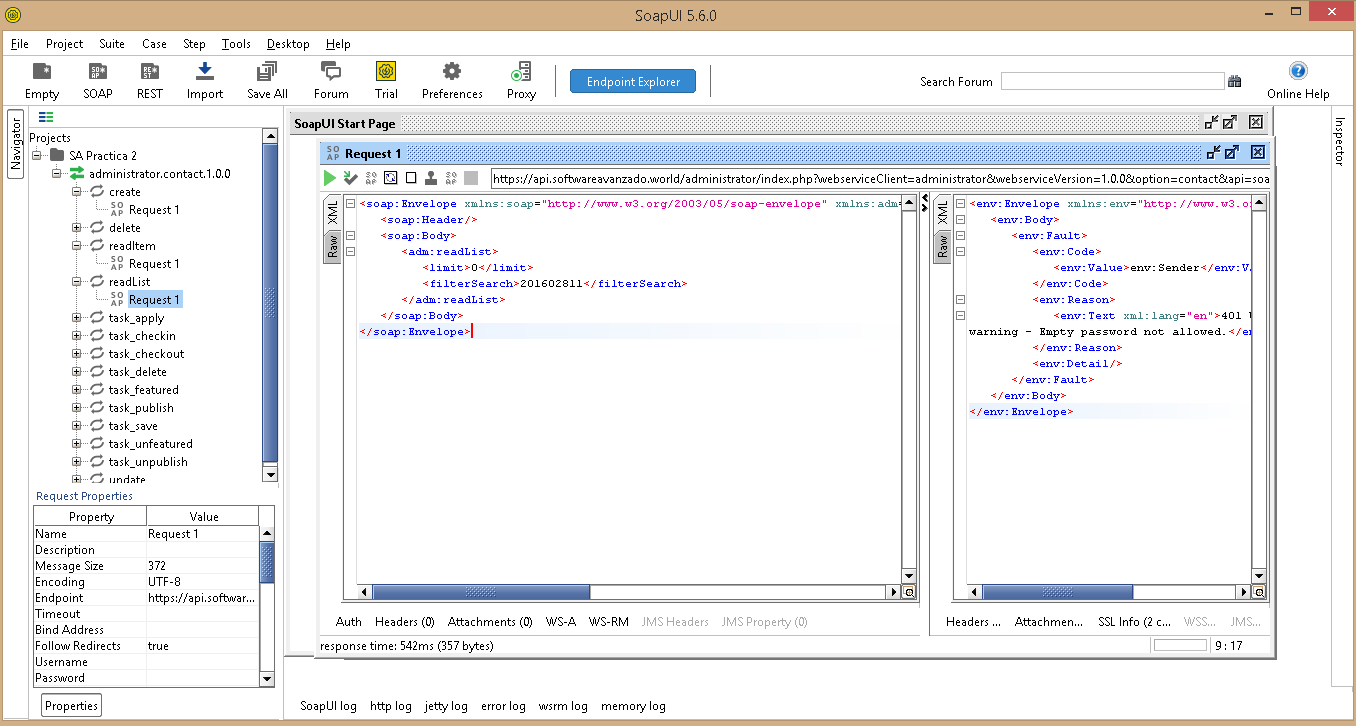 SoapUI 5.6.0
File Project Suite Case Step Tools Desktop Help
Empty SOAP REST Import Save All Forum Trial Preferences Proxy Endpoint Explorer Search Forum Online Help
Navigator
Projects
SA Practica 2
administrator.contact.1.0.0
create
Request 1
delete
readItem
Request 1
readList
Request 1
task_apply
task_checkin
task_checkout
task_delete
task_featured
task_publish
task_save
task_unfeatured
task_unpublish
update
Request Properties
Property Value
Name Request 1
Description
Message Size 372
Encoding UTF-8
Endpoint https://api.softwar...
Timeout
Bind Address
Follow Redirects true
Username
Password
Properties
SoapUI Start Page
Request 1
https://api.softwareavanzado.world/administrator/index.php?webserviceClient=administrator&webserviceVersion=1.0.0&option=contact&api=soa
XML
Raw
<soap:Envelope xmlns:soap="http://www.w3.org/2003/05/soap-envelope" xmlns:adm=
<soap:Header/>
<soap:Body>
<adm:readList>
<limit>0</limit>
<filterSearch>201602811</filterSearch>
</adm:readList>
</soap:Body>
</soap:Envelope>
XML
Raw
<env:Envelope xmlns:env="http://www.w3.o
<env:Body>
<env:Fault>
<env:Code>
<env:Value>env:Sender</env:V
</env:Code>
<env:Reason>
<env:Text xml:lang="en">401
warning - Empty password not allowed.</e
</env:Reason>
<env:Detail/>
</env:Fault>
</env:Body>
</env:Envelope>
Auth Headers (0) Attachments (0) WS-A WS-RM JMS Headers JMS Property (0)
Headers ... Attachmen... SSL Info (2 c... WSS... JMS...
response time: 542ms (357 bytes)
9 : 17
Inspector
SoapUI log http log jetty log error log wsrm log memory log